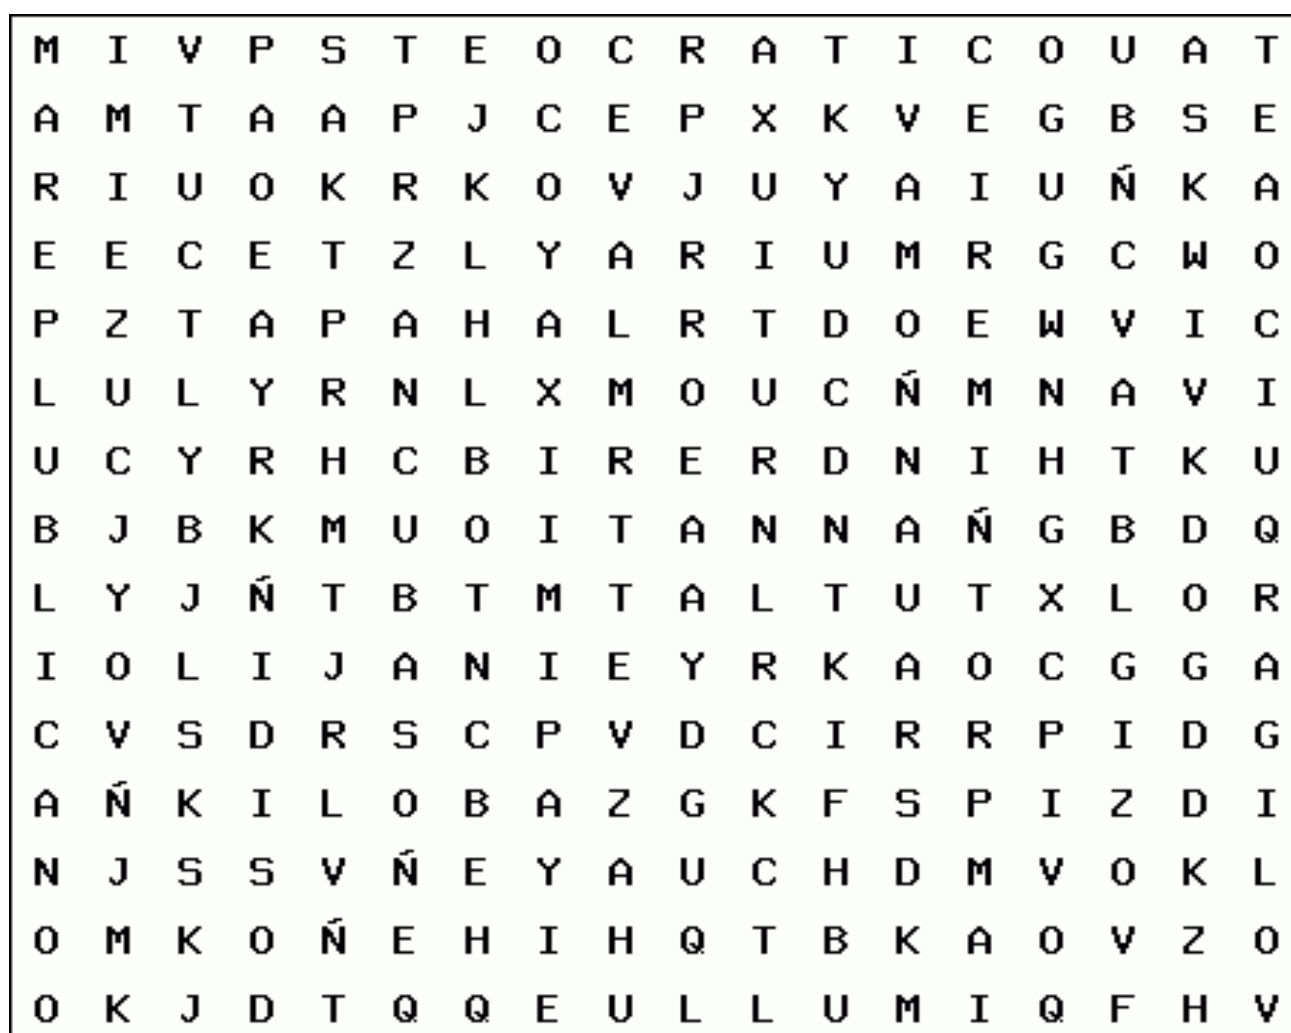 M I V P S T E O C R A T I C O U A T
A M T A A P J C E P X K V E G B S E
R I U O K R K O V J U Y A I U Ñ K A
E E C E T Z L Y A R I U M R G C W O
P Z T A P A H A L R T D O E W V I C
L U L Y R N L X M O U C Ñ M N A V I
U C Y R H C B I R E R D N I H T K U
B J B K M U O I T A N N A Ñ G B D Q
L Y J Ñ T B T M T A L T U T X L O R
I O L I J A N I E Y R K A O C G G A
C V S D R S C P V D C I R R P I D G
A Ñ K I L O B A Z G K F S P I Z D I
N J S S V Ñ E Y A U C H D M V O K L
O M K O Ñ E H I H Q T B K A O V Z O
O K J D T Q Q E U L L U M I Q F H V